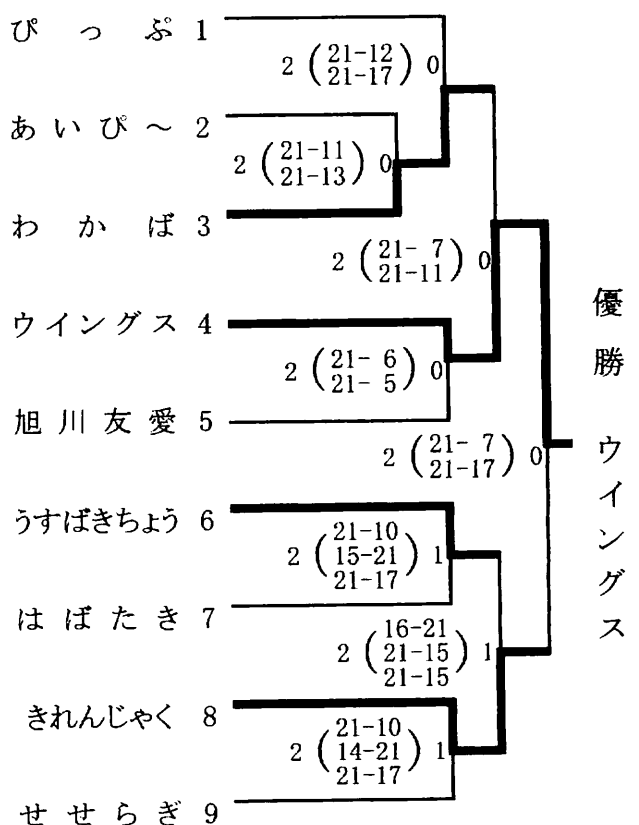 ぴっぷ 1
2 (21-12 21-17) 0
あいぴ～ 2
2 (21-11 21-13) 0
わかば 3
2 (21- 7 21-11) 0
ウイングス 4
2 (21- 6 21- 5) 0
旭川友愛 5
2 (21- 7 21-17) 0
うすばきちょう 6
2 (21-10 15-21 21-17) 1
はばたき 7
2 (16-21 21-15 21-15) 1
きれんじゃく 8
2 (21-10 14-21 21-17) 1
せせらぎ 9
優勝 ウイングス